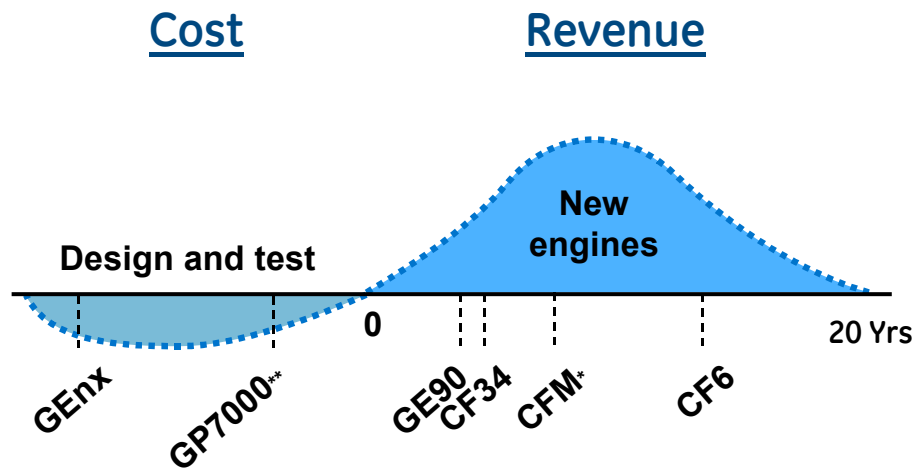 Cost
Revenue
New
engines
Design and test
0
20 Yrs
GEnx
GP7000**
GE90
CF34
CFM*
CF6